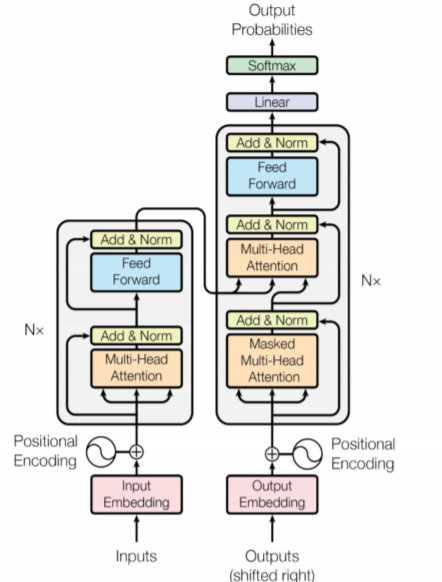 Output
Probabilities
Softmax
Linear
Add & Norm
Feed
Forward
Add & Norm
Multi-Head
Attention
Nx
Add & Norm
Masked
Multi-Head
Attention
Add & Norm
Feed
Forward
Nx
Add & Norm
Multi-Head
Attention
Positional
Encoding
Positional
Encoding
Input
Embedding
Output
Embedding
Inputs
Outputs
(shifted right)